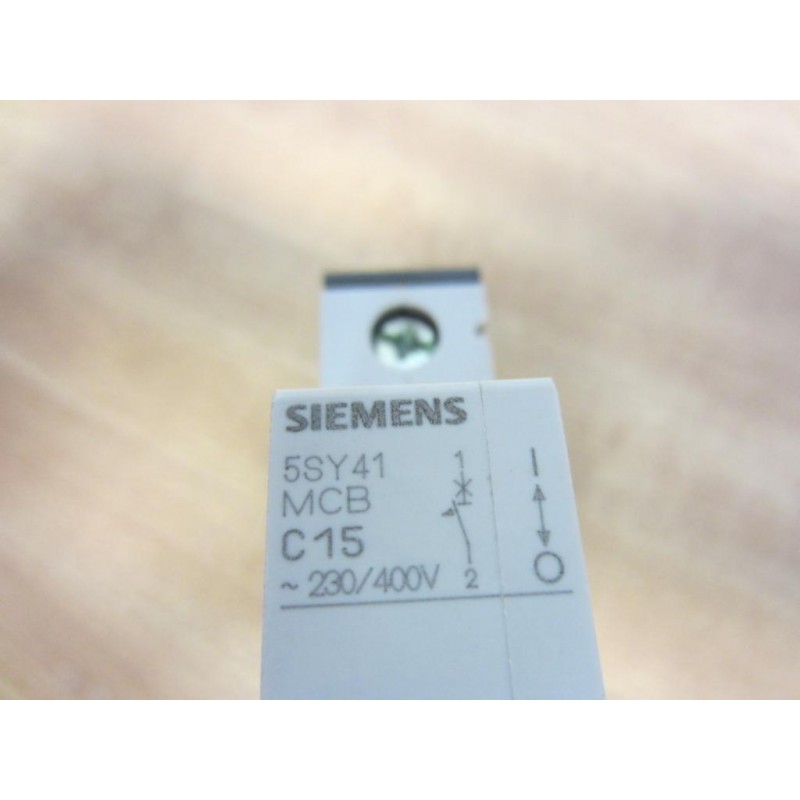 SIEMENS
5SY41
MCB
C15
~ 230/400V
1
2
I
O